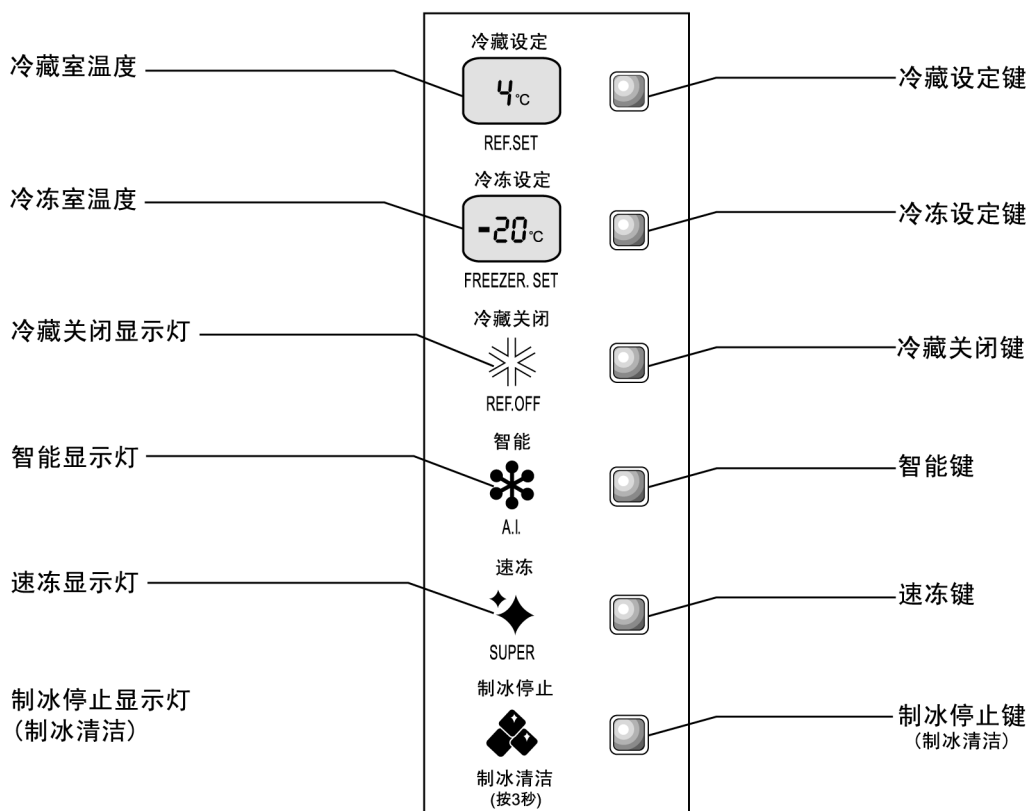 冷藏设定
冷藏室温度
4℃
冷藏设定键
REF.SET
冷冻设定
冷冻室温度
-20℃
冷冻设定键
FREEZER. SET
冷藏关闭
冷藏关闭显示灯
冷藏关闭键
REF.OFF
智能
智能显示灯
智能键
A.I.
速冻
速冻显示灯
速冻键
SUPER
制冰停止
制冰停止显示灯
(制冰清洁)
制冰停止键
(制冰清洁)
制冰清洁
(按3秒)